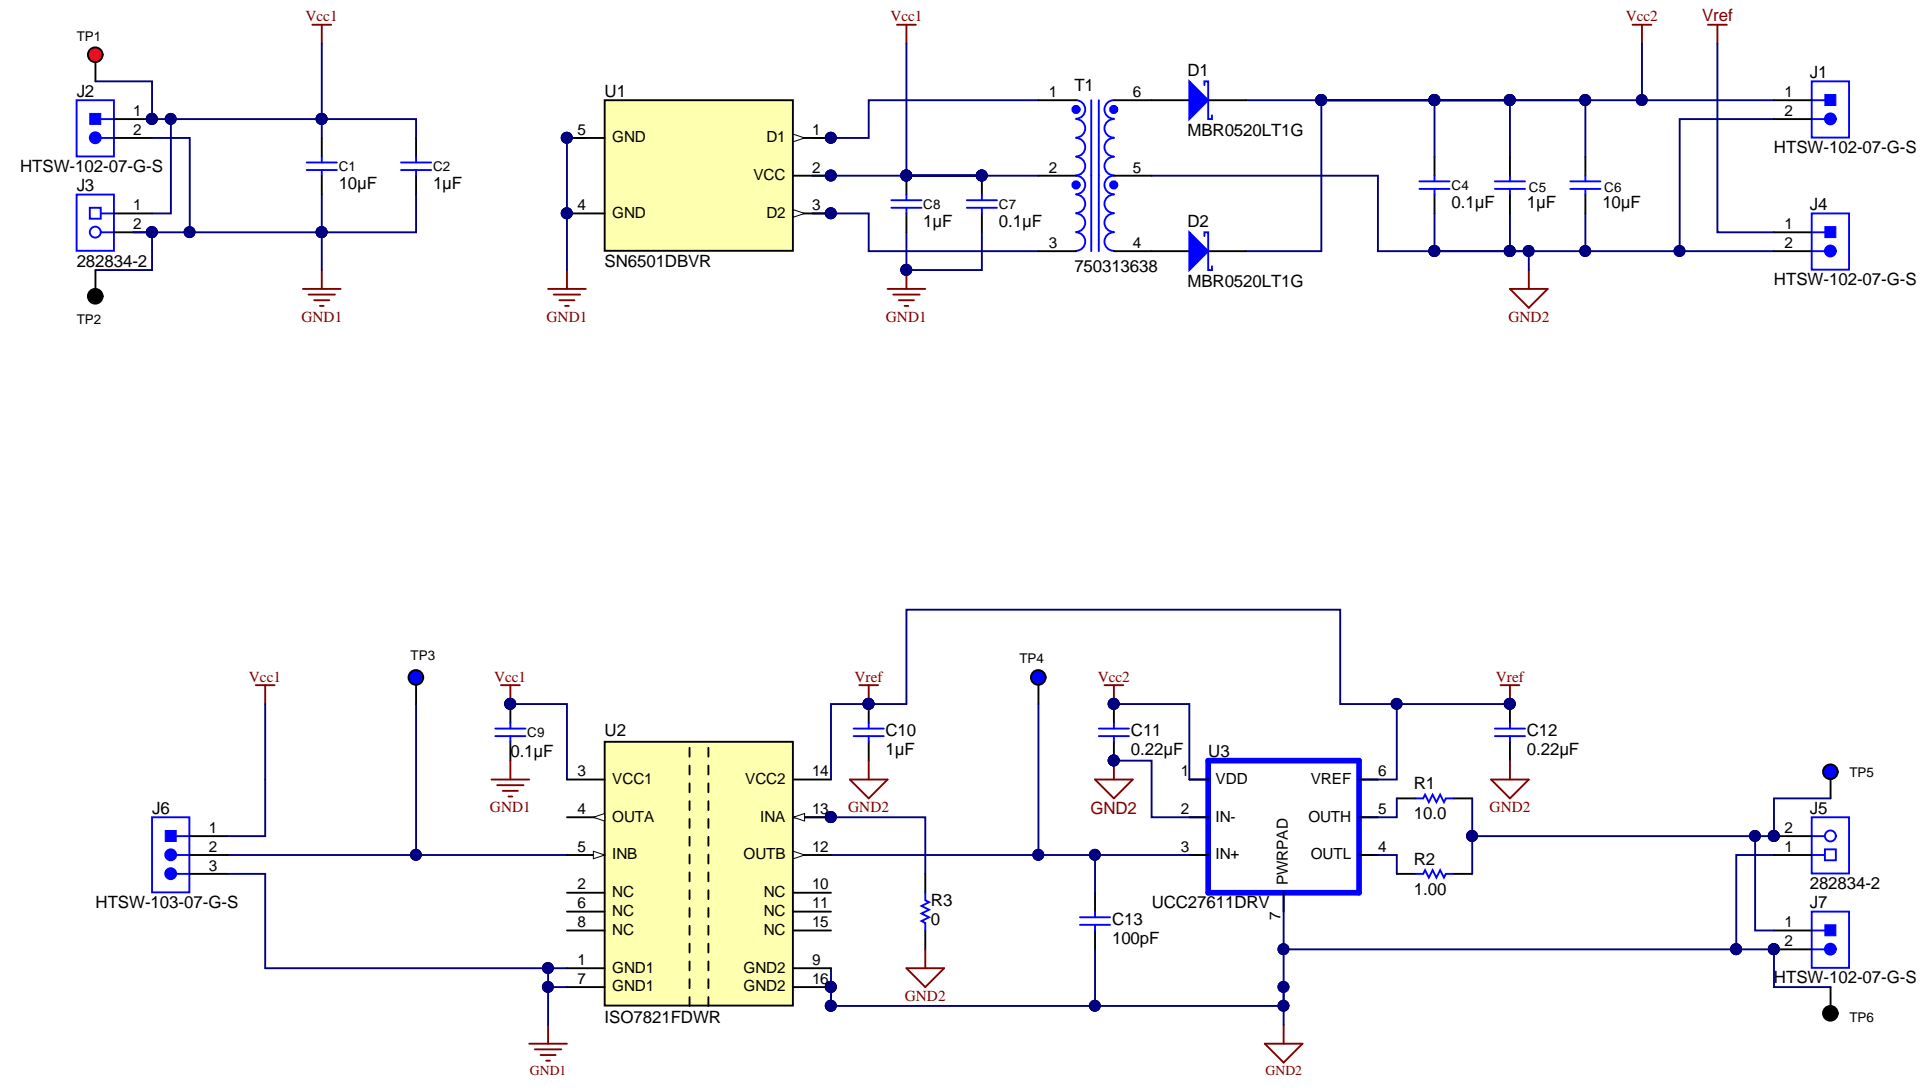 Vcc1
TP1
J2
1
2
HTSW-102-07-G-S
J3
1
2
282834-2
TP2
C1
10µF
C2
1µF
GND1
U1
5 GND
4 GND
D1 1
VCC 2
D2 3
SN6501DBVR
GND1
Vcc1
C8
1µF
C7
0.1µF
GND1
T1
1
2
3
6
5
4
750313638
D1
MBR0520LT1G
D2
MBR0520LT1G
Vcc2
Vref
C4
0.1µF
C5
1µF
C6
10µF
GND2
J1
1
2
HTSW-102-07-G-S
J4
1
2
HTSW-102-07-G-S
Vcc1
TP3
J6
1
2
3
HTSW-103-07-G-S
Vcc1
C9
0.1µF
GND1
U2
3 VCC1
4 OUTA
5 INB
2 NC
6 NC
8 NC
1 GND1
7 GND1
VCC2 14
INA 13
OUTB 12
NC 10
NC 11
NC 15
GND2 9
GND2 16
ISO7821FDWR
GND1
Vref
C10
1µF
GND2
R3
0
GND2
TP4
C13
100pF
Vcc2
C11
0.22µF
GND2
U3
1 VDD
2 IN-
3 IN+
VREF 6
OUTH 5
OUTL 4
PWRPAD
7
UCC27611DRV
GND2
R1
10.0
R2
1.00
Vref
C12
0.22µF
GND2
TP5
J5
2
1
282834-2
J7
1
2
HTSW-102-07-G-S
TP6